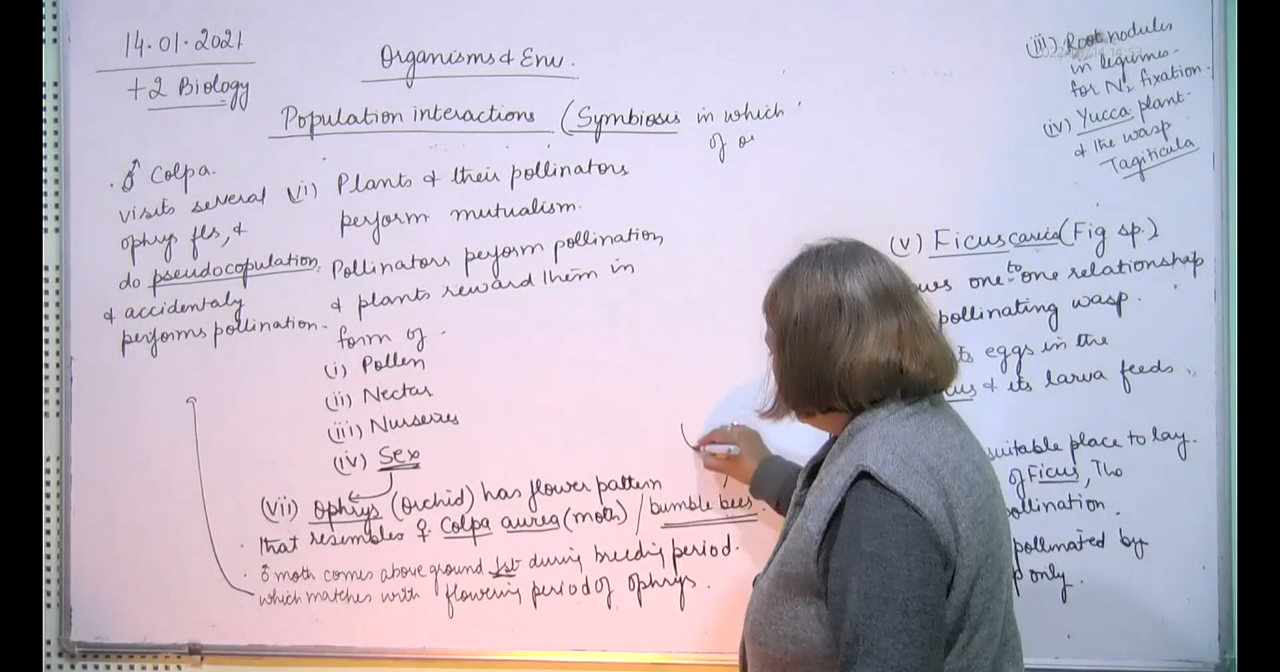 14.01.2021
+2 Biology
Organisms & Env.
Population interactions (Symbiosis in which
of
♂ Colpa.
visits several
ophry fls, &
do pseudocopulation.
& accidentaly
performs pollination.
(vi) Plants & their pollinators
perform mutualism.
Pollinators perform pollination
& plants reward them in
form of
(i) Pollen
(ii) Nectar
(iii) Nurseries
(iv) Sex
(vii) Ophrys (Orchid) has flower pattern
that resembles ♀ Colpa aurea (moth) / bumble bees.
♂ moth comes above ground 1st during breeding period.
which matches with flowering period of Ophrys.
(iii) Root nodules
in legumes
for N2 fixation.
(iv) Yucca plant
& the wasp
Tagiticula
(v) Ficus carica (Fig sp.)
one to one relationship
pollinating wasp.
eggs in the
& its larva feeds
suitable place to lay.
of Ficus, The
pollination.
pollinated by
only.